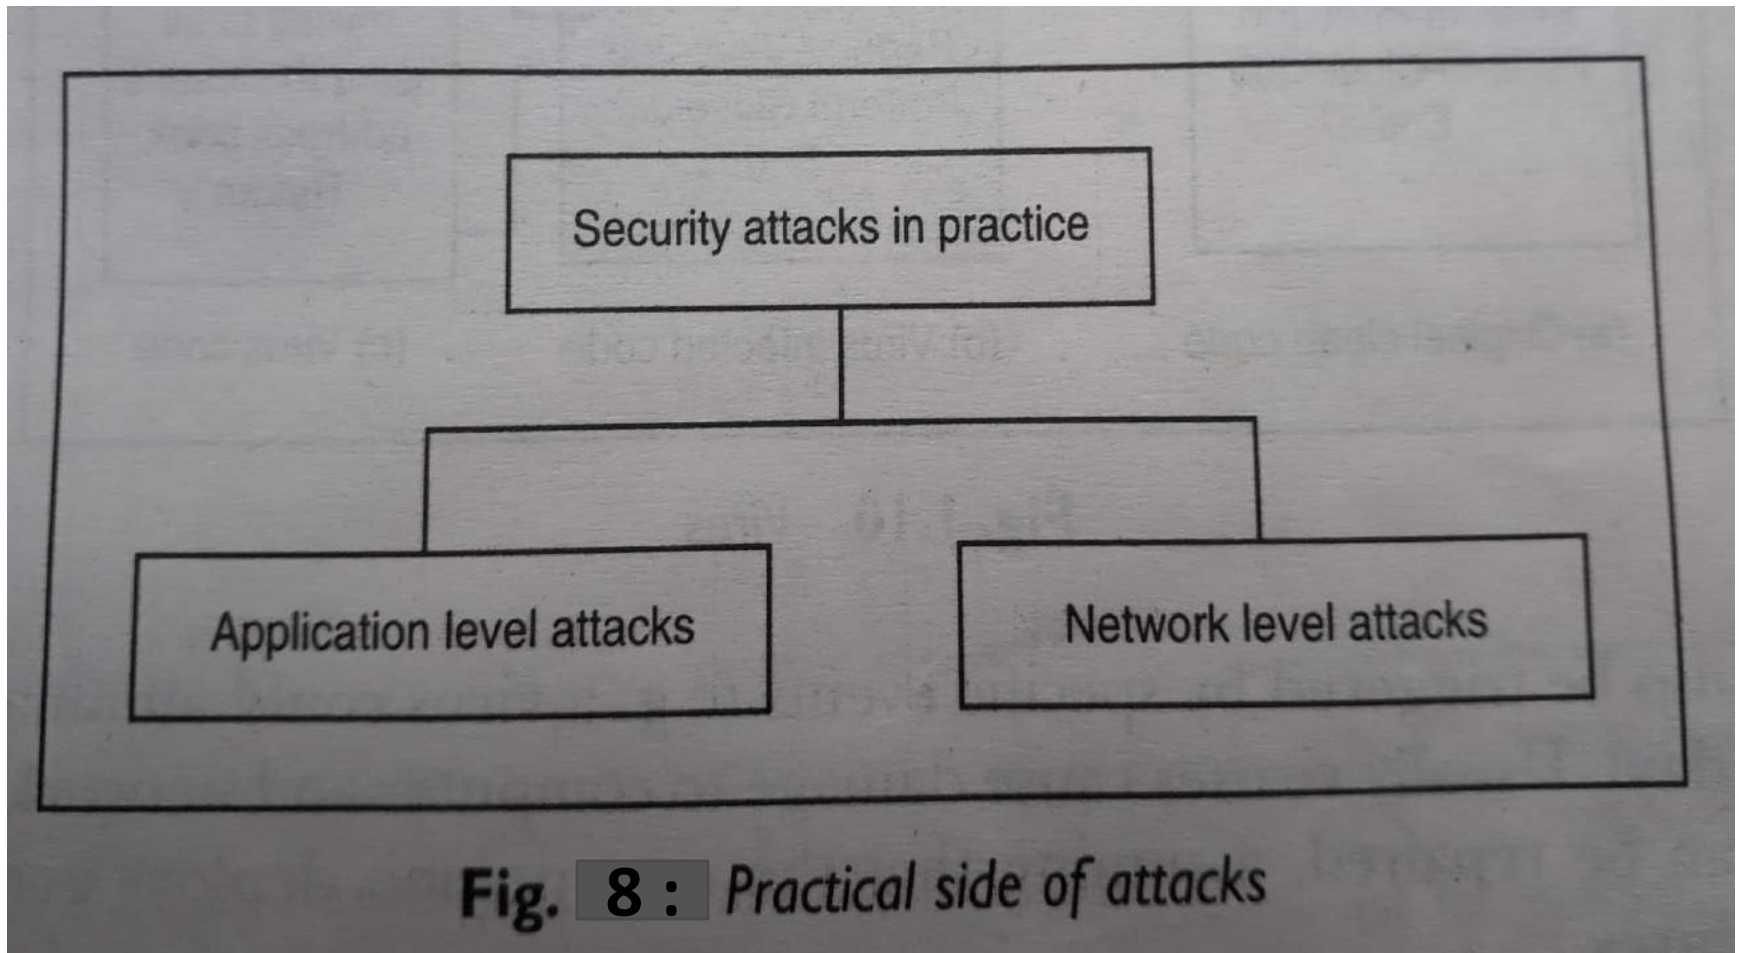 Security attacks in practice
Application level attacks
Network level attacks
Fig. 8 : Practical side of attacks